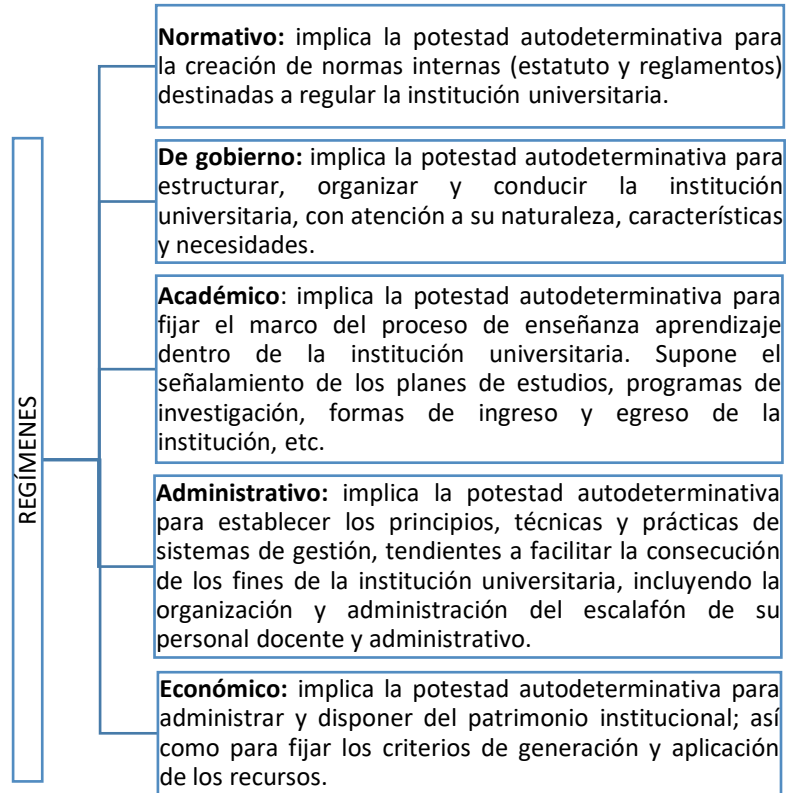 REGÍMENES
Normativo: implica la potestad autodeterminativa para
la creación de normas internas (estatuto y reglamentos)
destinadas a regular la institución universitaria.
De gobierno: implica la potestad autodeterminativa para
estructurar, organizar y conducir la institución
universitaria, con atención a su naturaleza, características
y necesidades.
Académico: implica la potestad autodeterminativa para
fijar el marco del proceso de enseñanza aprendizaje
dentro de la institución universitaria. Supone el
señalamiento de los planes de estudios, programas de
investigación, formas de ingreso y egreso de la
institución, etc.
Administrativo: implica la potestad autodeterminativa
para establecer los principios, técnicas y prácticas de
sistemas de gestión, tendientes a facilitar la consecución
de los fines de la institución universitaria, incluyendo la
organización y administración del escalafón de su
personal docente y administrativo.
Económico: implica la potestad autodeterminativa para
administrar y disponer del patrimonio institucional; así
como para fijar los criterios de generación y aplicación
de los recursos.